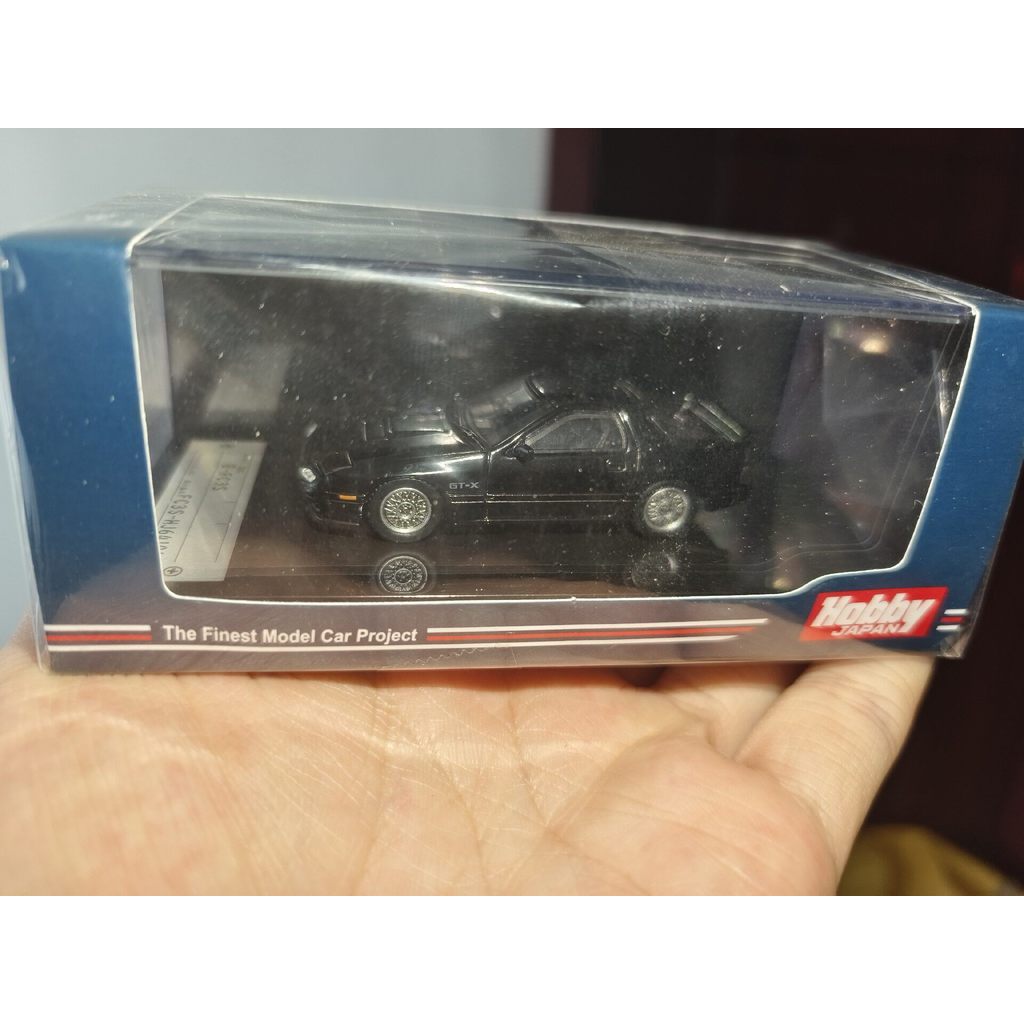 GT-X
The Finest Model Car Project
Hobby
JAPAN